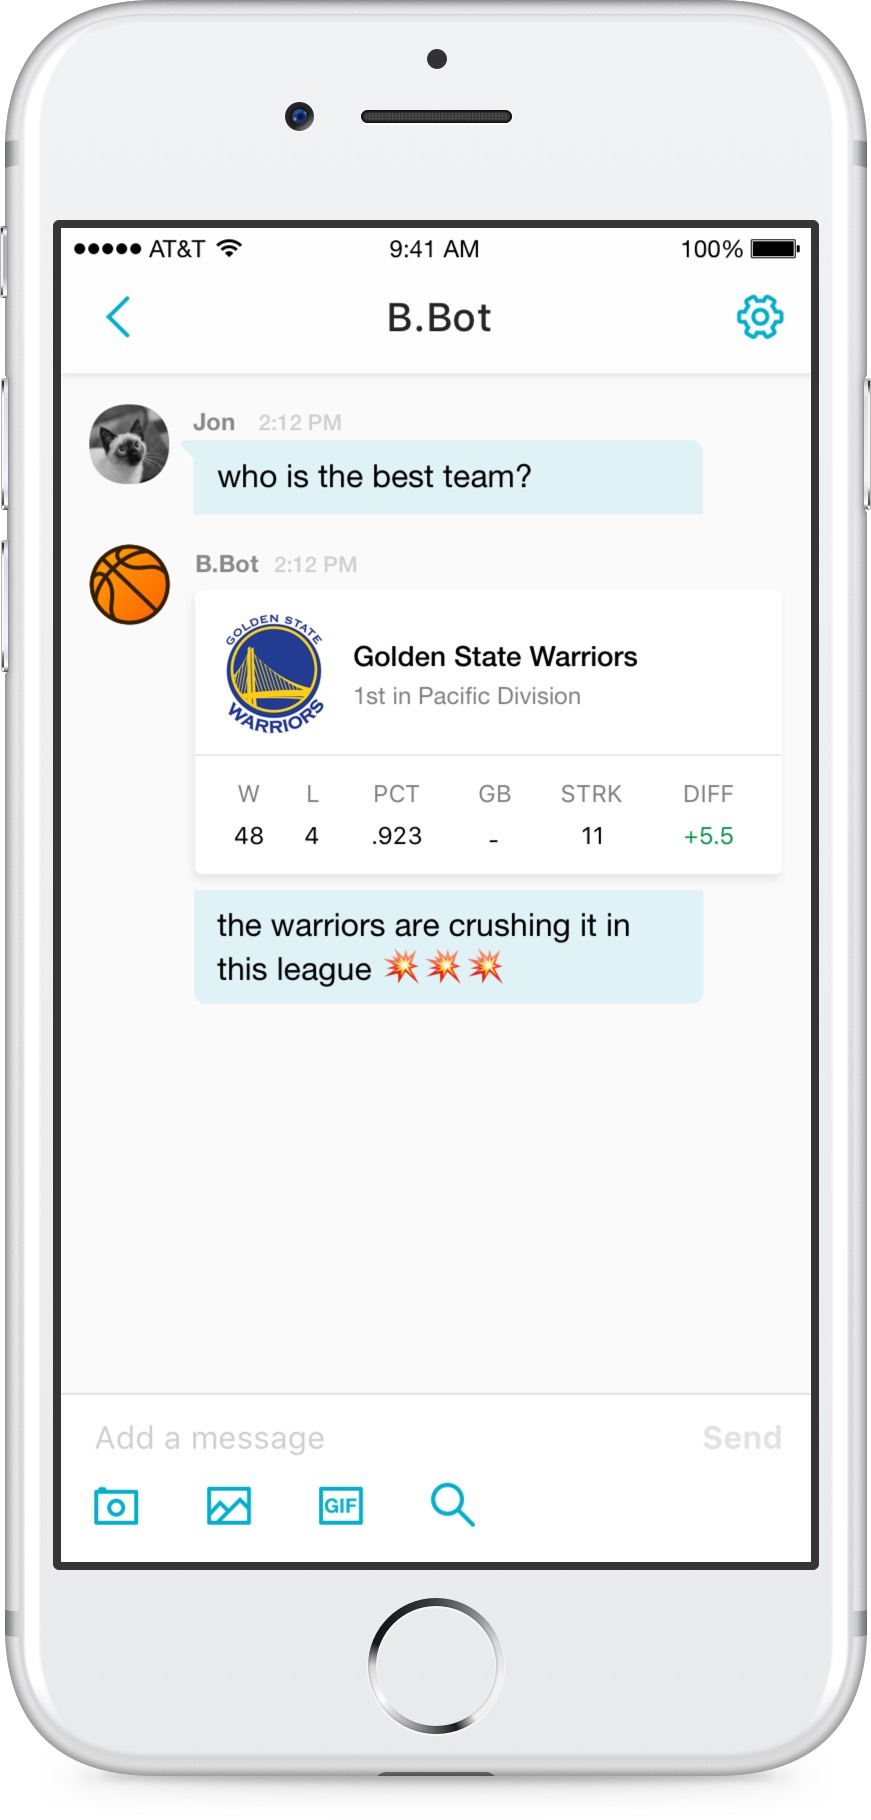 AT&T 9:41 AM 100%
B.Bot
Jon 2:12 PM
who is the best team?
B.Bot 2:12 PM
GOLDEN STATE
WARRIORS
Golden State Warriors
1st in Pacific Division
W L PCT GB STRK DIFF
48 4 .923 - 11 +5.5
the warriors are crushing it in
this league 💥💥💥
Add a message Send
GIF